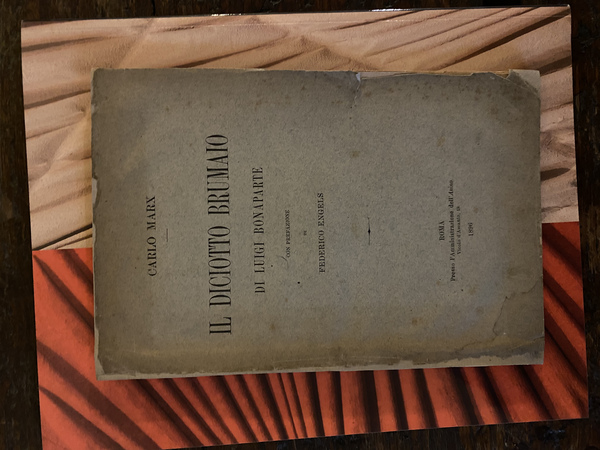 CARLO MARX
IL DICIOTTO BRUMAIO
DI LUIGI BONAPARTE
CON PREFAZIONE
DI
FEDERICO ENGELS
ROMA
Presso l'Amministrazione dell'Asino
1896